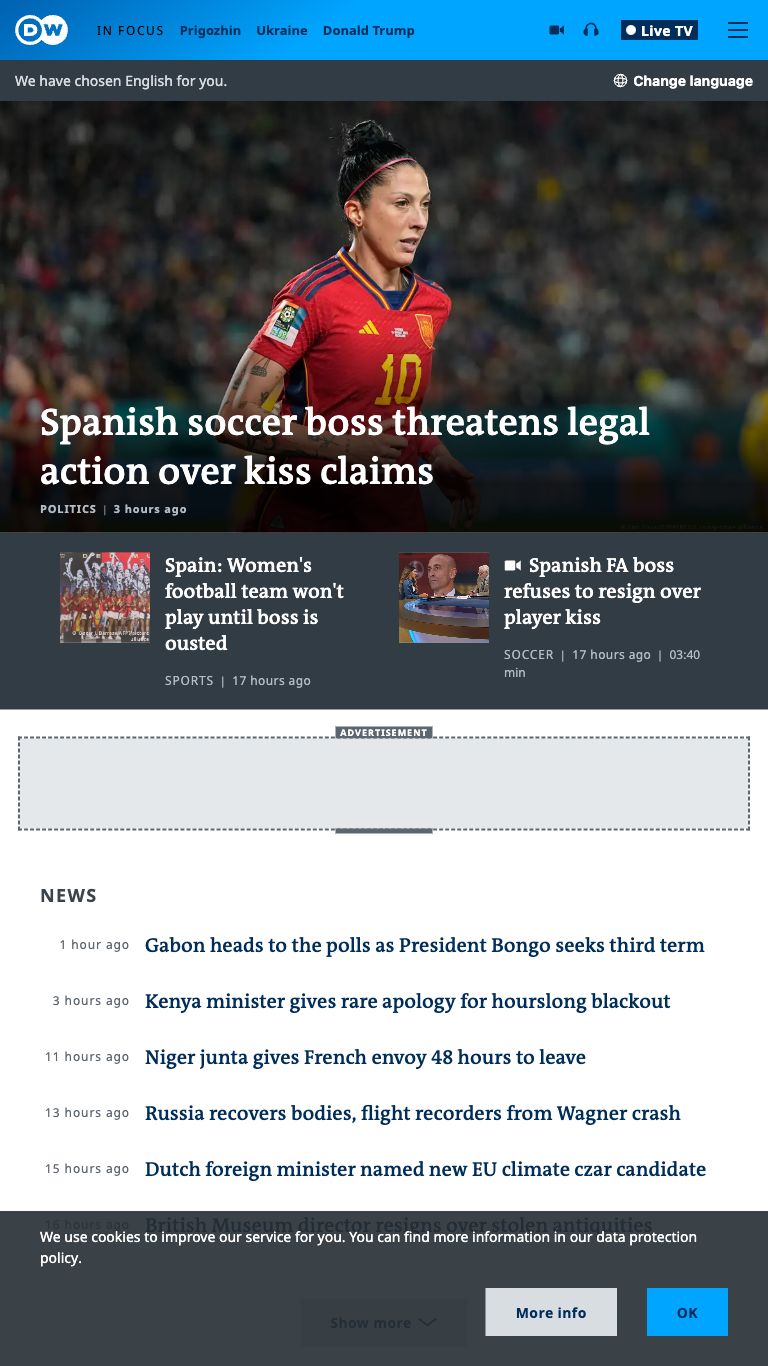 DW
IN FOCUS Prigozhin Ukraine Donald Trump Live TV
We have chosen English for you. Change language
10
Spanish soccer boss threatens legal
action over kiss claims
POLITICS | 3 hours ago
Spain: Women's
football team won't
play until boss is
ousted
SPORTS | 17 hours ago
Spanish FA boss
refuses to resign over
player kiss
SOCCER | 17 hours ago | 03:40
min
ADVERTISEMENT
NEWS
1 hour ago Gabon heads to the polls as President Bongo seeks third term
3 hours ago Kenya minister gives rare apology for hourslong blackout
11 hours ago Niger junta gives French envoy 48 hours to leave
13 hours ago Russia recovers bodies, flight recorders from Wagner crash
15 hours ago Dutch foreign minister named new EU climate czar candidate
16 hours ago British Museum director resigns over stolen antiquities
We use cookies to improve our service for you. You can find more information in our data protection
policy.
Show more
More info OK